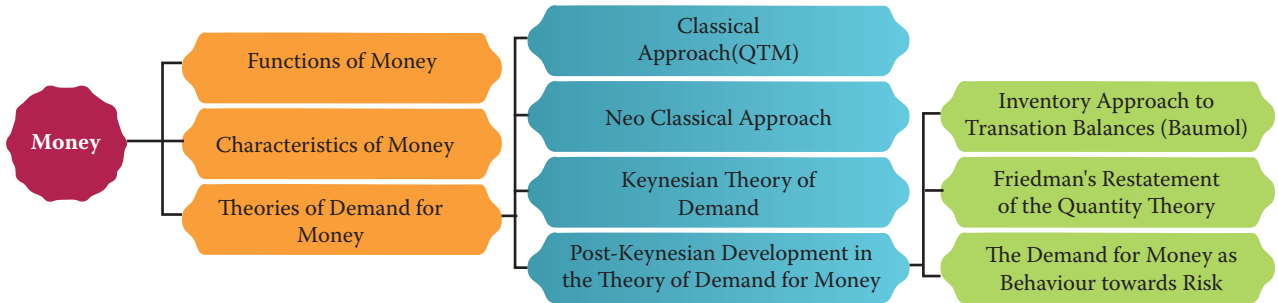 Money
Functions of Money
Characteristics of Money
Theories of Demand for
Money
Classical
Approach(QTM)
Neo Classical Approach
Keynesian Theory of
Demand
Post-Keynesian Development in
the Theory of Demand for Money
Inventory Approach to
Transation Balances (Baumol)
Friedman's Restatement
of the Quantity Theory
The Demand for Money as
Behaviour towards Risk